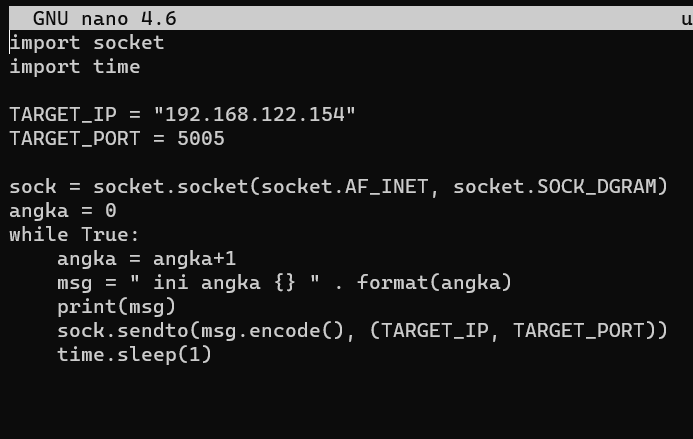 GNU nano 4.6 u
import socket
import time
TARGET_IP = "192.168.122.154"
TARGET_PORT = 5005
sock = socket.socket(socket.AF_INET, socket.SOCK_DGRAM)
angka = 0
while True:
    angka = angka+1
    msg = " ini angka {} " . format(angka)
    print(msg)
    sock.sendto(msg.encode(), (TARGET_IP, TARGET_PORT))
    time.sleep(1)